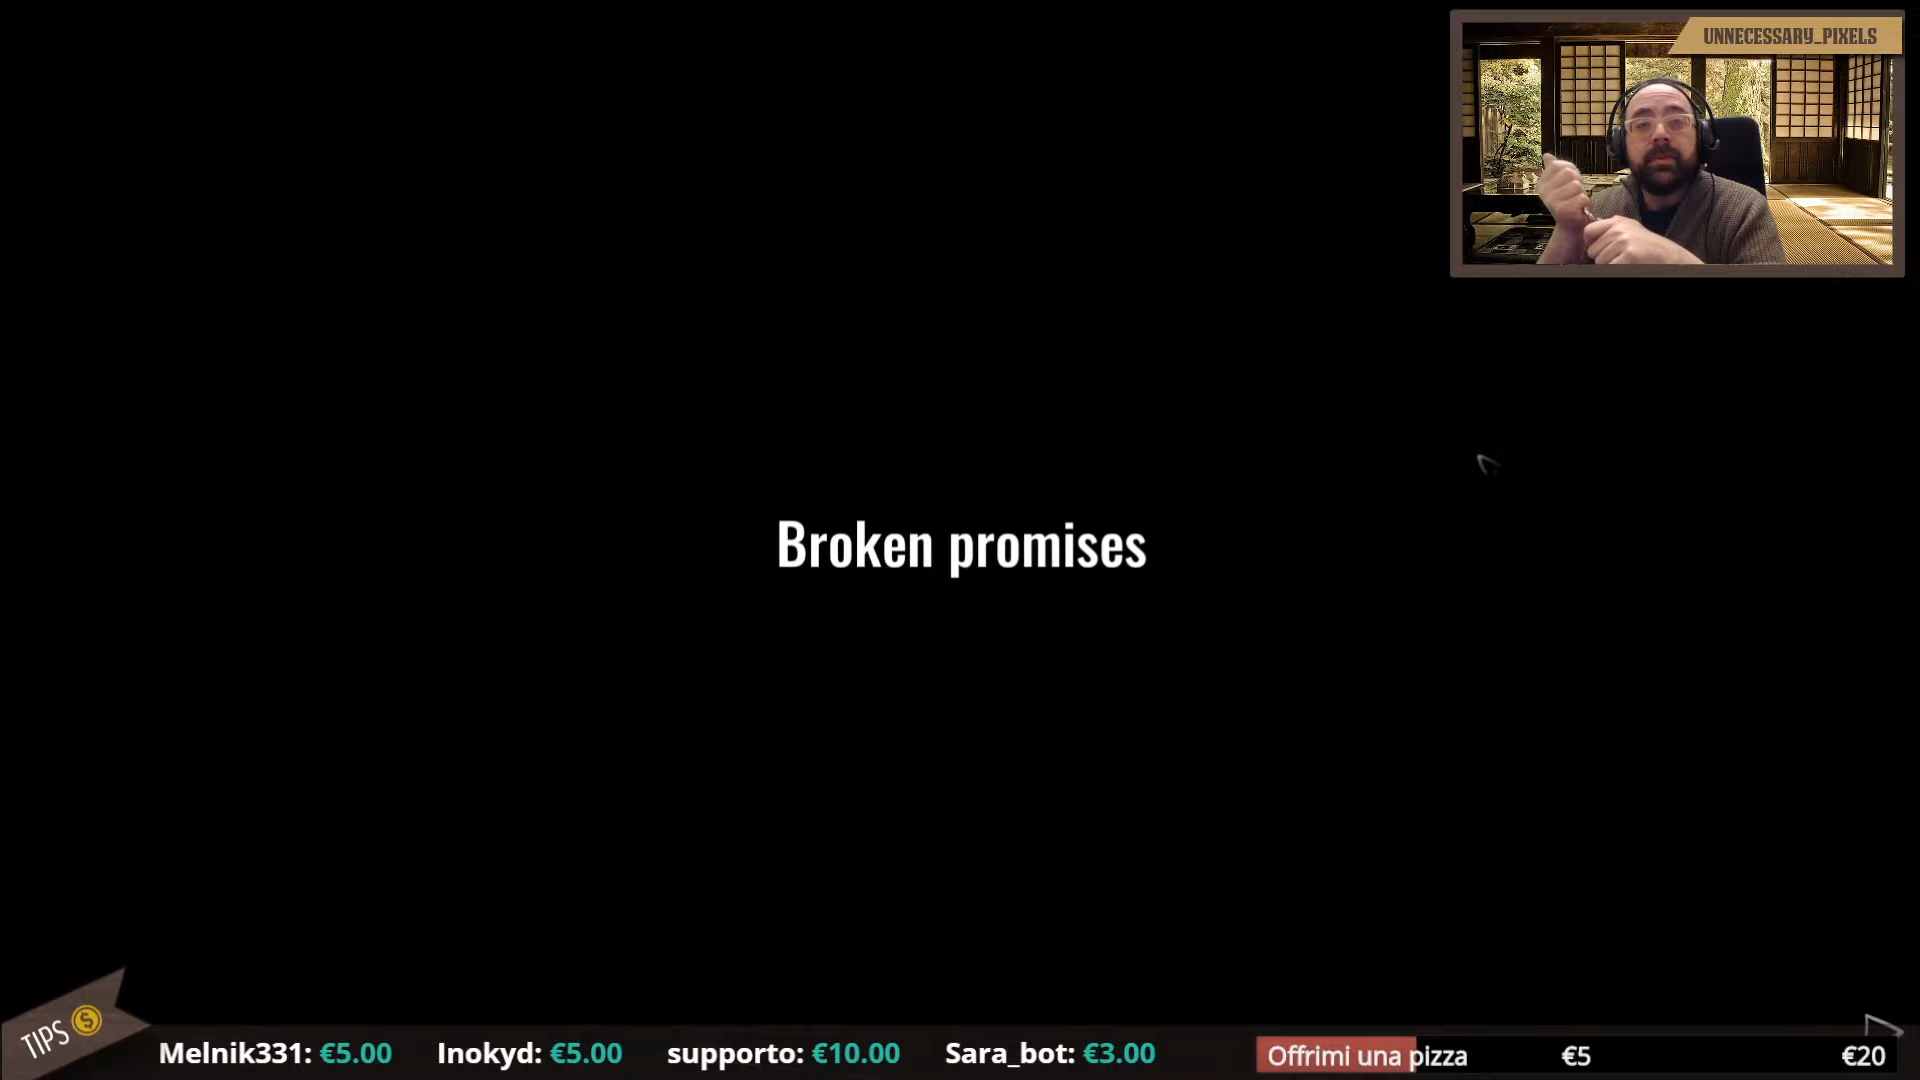 UNNECESSARY_PIXELS
Broken promises
TIPS
Melnik331: €5.00 Inokyd: €5.00 supporto: €10.00 Sara_bot: €3.00 Offrimi una pizza €5 €20